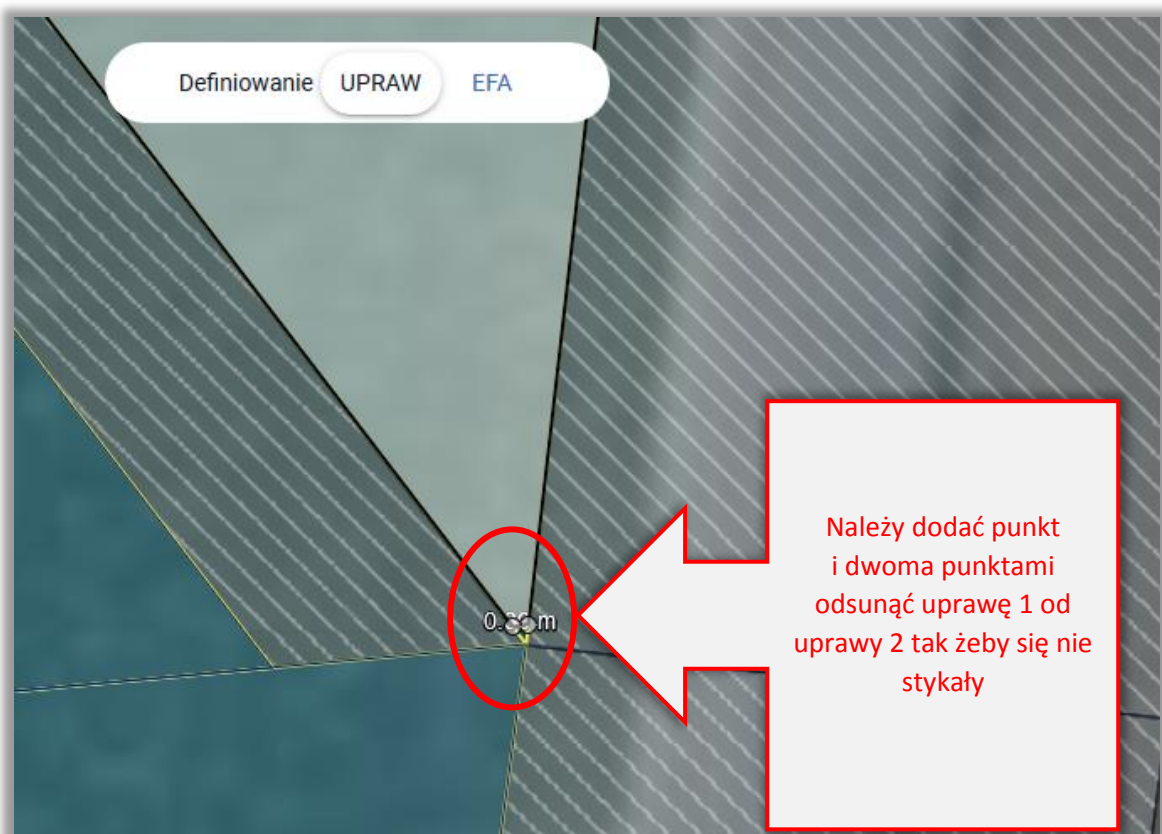 Definiowanie UPRAW EFA
Należy dodać punkt
i dwoma punktami
odsunąć uprawę 1 od
uprawy 2 tak żeby się nie
stykały
m